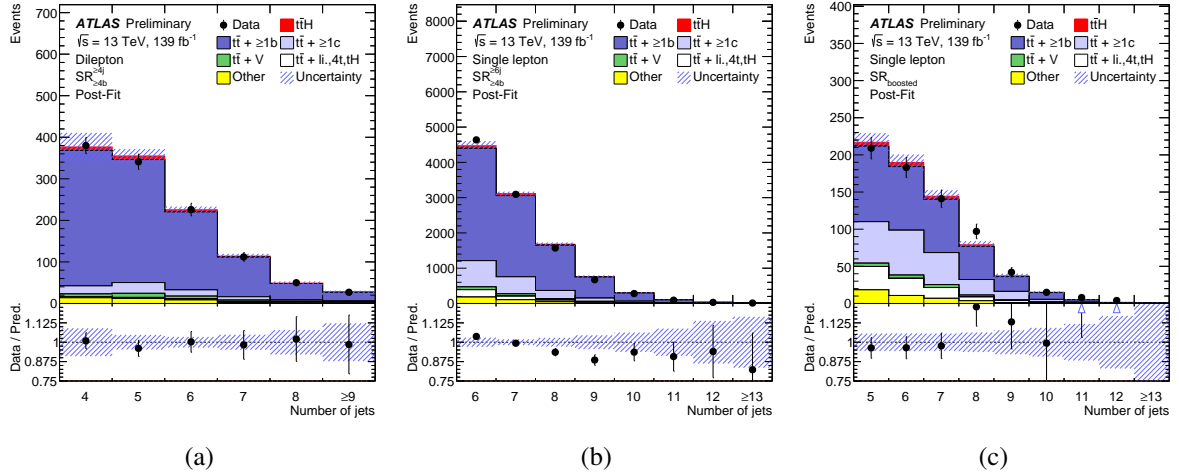 Events
700
600
500
400
300
200
100
0
ATLAS Preliminary
√s = 13 TeV, 139 fb⁻¹
Dilepton
SR ≥4j ≥4b
Post-Fit
Data
tt̄H
tt̄ + ≥1b
tt̄ + ≥1c
tt̄ + V
tt̄ + li.,4t,tH
Other
Uncertainty
Data / Pred.
1.125
1
0.875
0.75
4 5 6 7 8 ≥9
Number of jets
(a)
Events
8000
7000
6000
5000
4000
3000
2000
1000
0
ATLAS Preliminary
√s = 13 TeV, 139 fb⁻¹
Single lepton
SR ≥6j ≥4b
Post-Fit
Data
tt̄H
tt̄ + ≥1b
tt̄ + ≥1c
tt̄ + V
tt̄ + li.,4t,tH
Other
Uncertainty
Data / Pred.
1.125
1
0.875
0.75
6 7 8 9 10 11 12 ≥13
Number of jets
(b)
Events
400
350
300
250
200
150
100
50
0
ATLAS Preliminary
√s = 13 TeV, 139 fb⁻¹
Single lepton
SR boosted
Post-Fit
Data
tt̄H
tt̄ + ≥1b
tt̄ + ≥1c
tt̄ + V
tt̄ + li.,4t,tH
Other
Uncertainty
Data / Pred.
1.125
1
0.875
0.75
5 6 7 8 9 10 11 12 ≥13
Number of jets
(c)